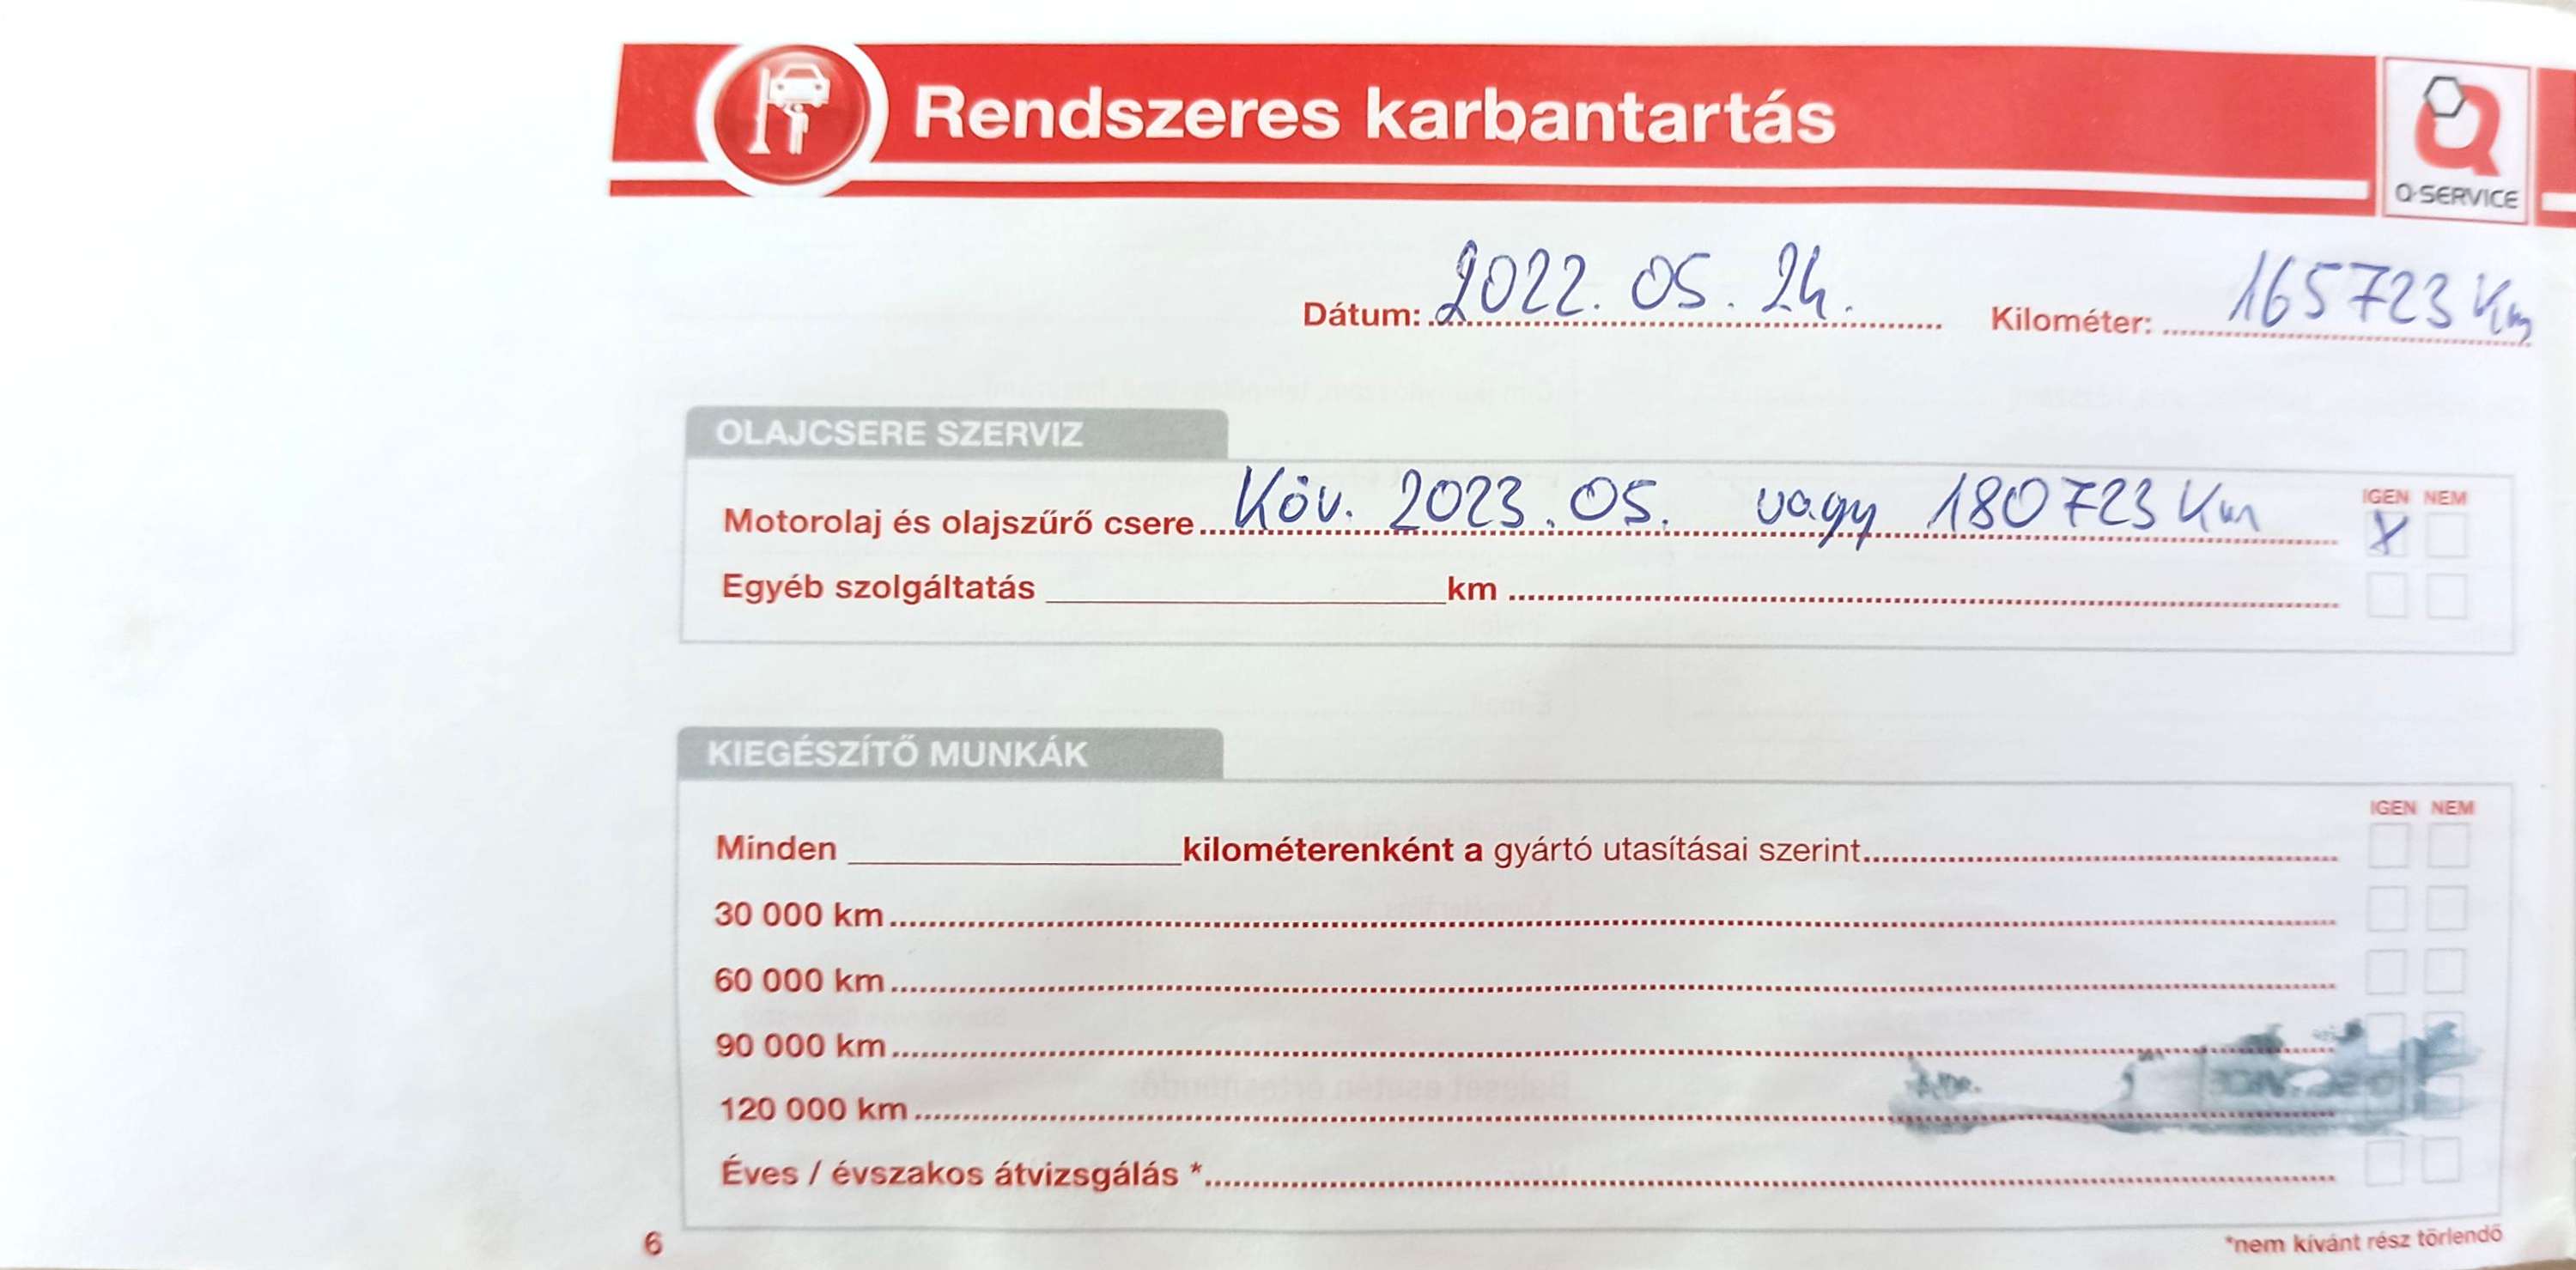 Rendszeres karbantartás
Q-SERVICE
Dátum: 2022. 05. 24. Kilométer: 165723 Km
OLAJCSERE SZERVIZ
IGEN NEM
Motorolaj és olajszűrő csere Köv. 2023. 05. vagy 180723 Km X
Egyéb szolgáltatás km
KIEGÉSZÍTŐ MUNKÁK
IGEN NEM
Minden kilométerenként a gyártó utasításai szerint
30 000 km
60 000 km
90 000 km
120 000 km
Éves / évszakos átvizsgálás *
6
*nem kívánt rész törlendő